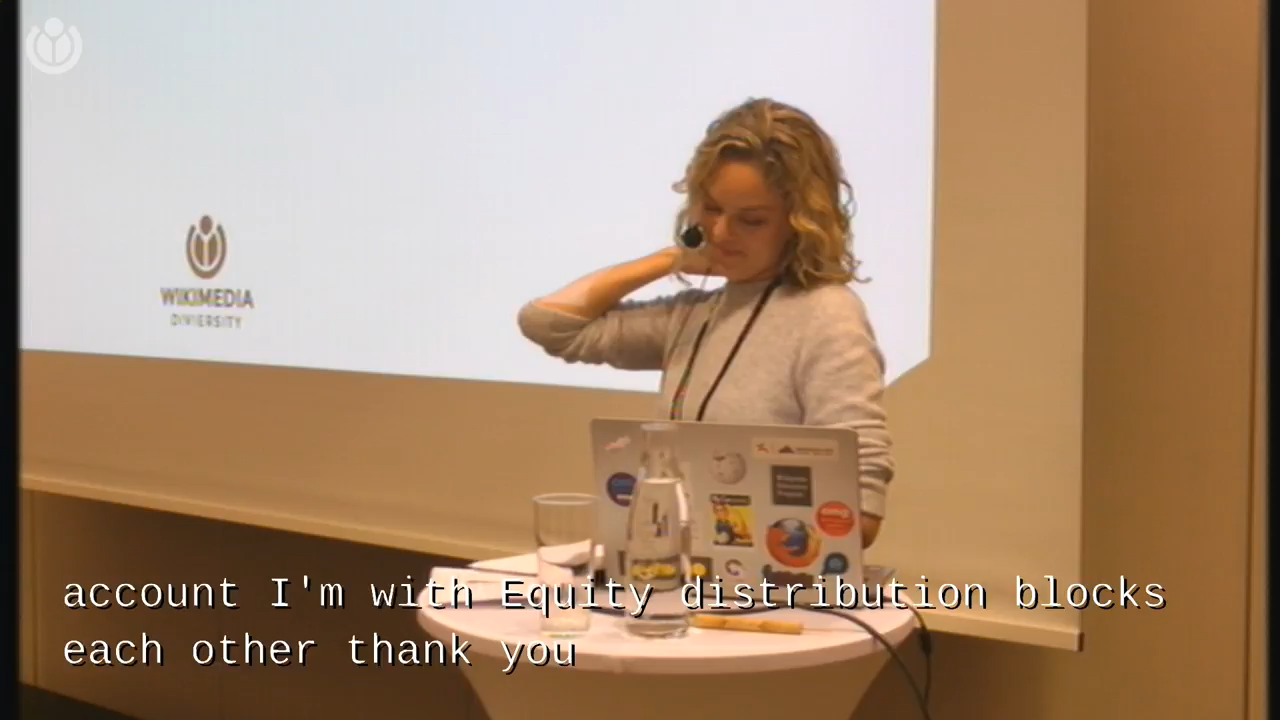 WIKIMEDIA
DIVERSITY
account I'm with Equity distribution blocks
each other thank you